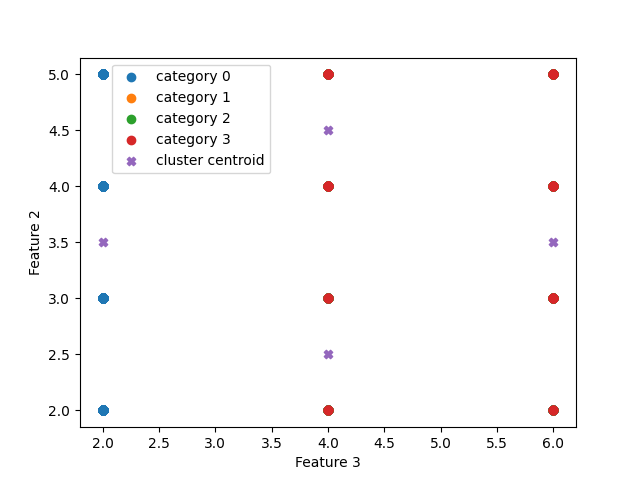 category 0
category 1
category 2
category 3
cluster centroid
5.0
4.5
4.0
3.5
3.0
2.5
2.0
Feature 2
2.0 2.5 3.0 3.5 4.0 4.5 5.0 5.5 6.0
Feature 3